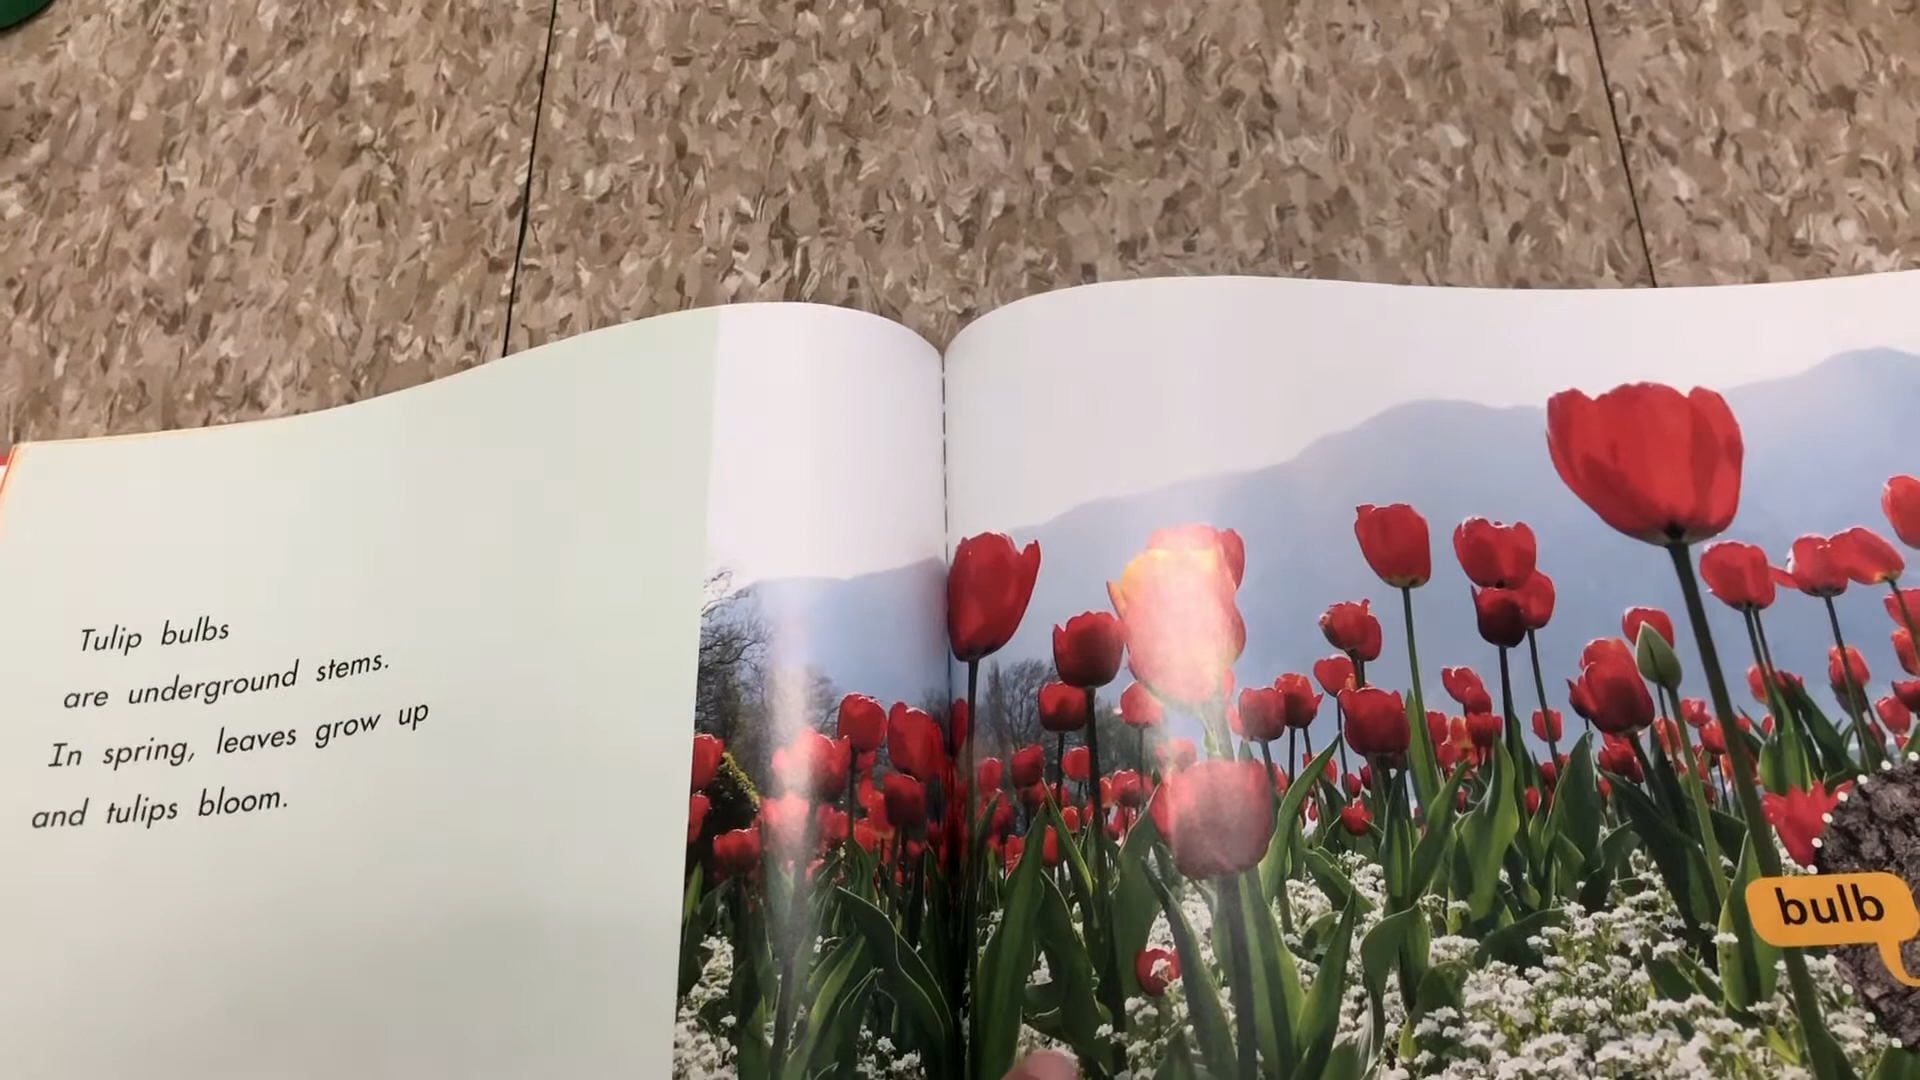 Tulip bulbs
are underground stems.
In spring, leaves grow up
and tulips bloom.
bulb